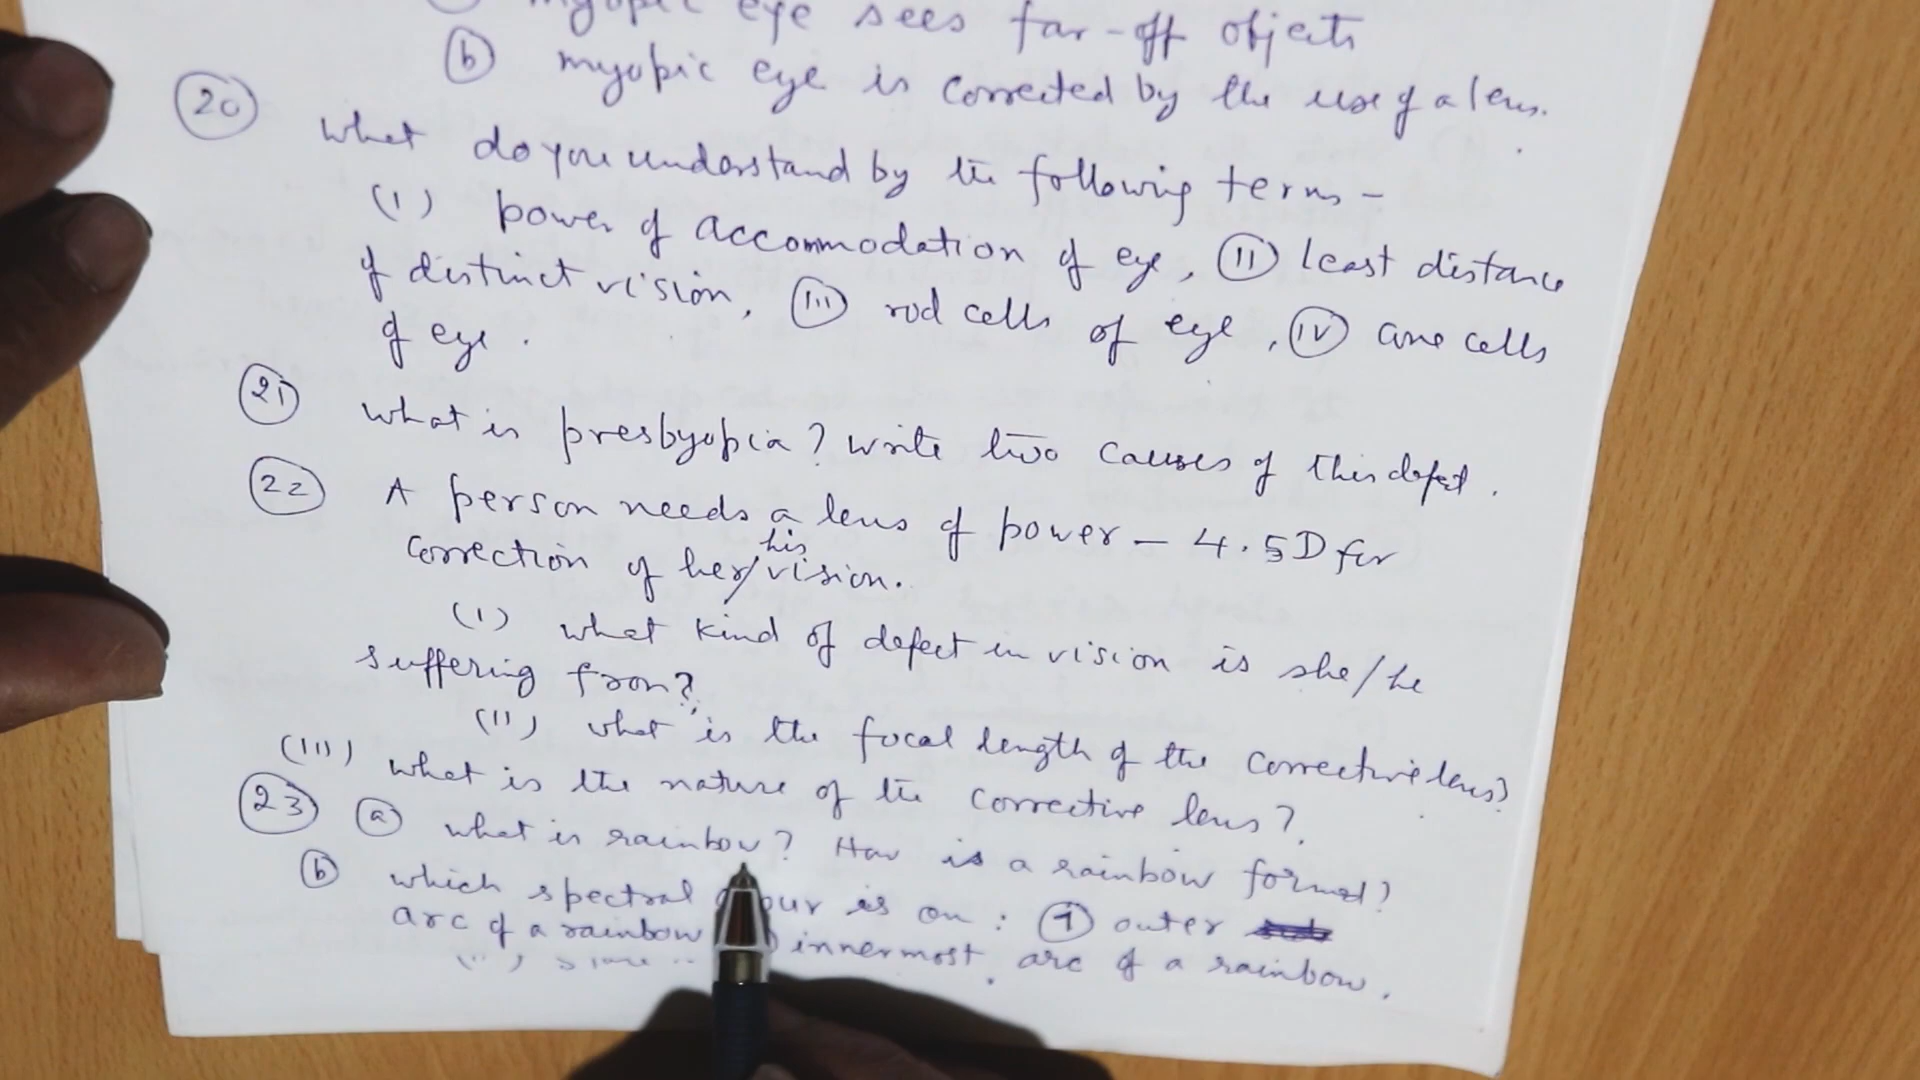 myopic eye sees far-off objects
(b) myopic eye is corrected by the use of a lens.
(20) what do you understand by the following terms -
(i) power of accommodation of eye, (ii) least distance
of distinct vision, (iii) rod cells of eye, (iv) cone cells
of eye.
(21) what is presbyopia? write two causes of this defect.
(22) A person needs a lens of power - 4.5D for
correction of her/his vision.
(i) what kind of defect in vision is she/he
suffering from?
(ii) what is the focal length of the corrective lens?
(iii) what is the nature of the corrective lens?
(23) (a) what is rainbow? How is a rainbow formed?
(b) which spectral colour is on: (i) outer
arc of a rainbow innermost arc of a rainbow.